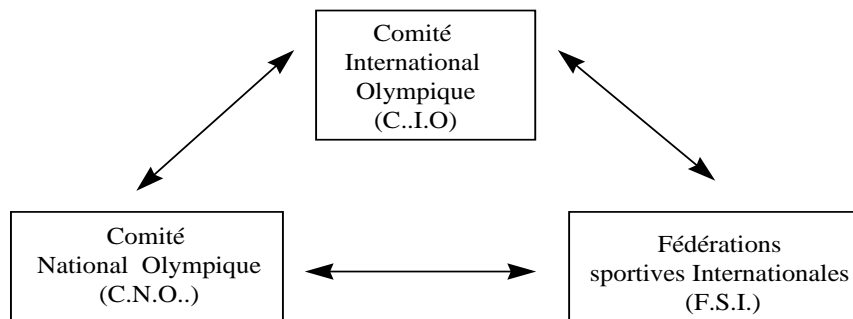 Comité
International
Olympique
(C..I.O)
Comité
National Olympique
(C.N.O..)
Fédérations
sportives Internationales
(F.S.I.)